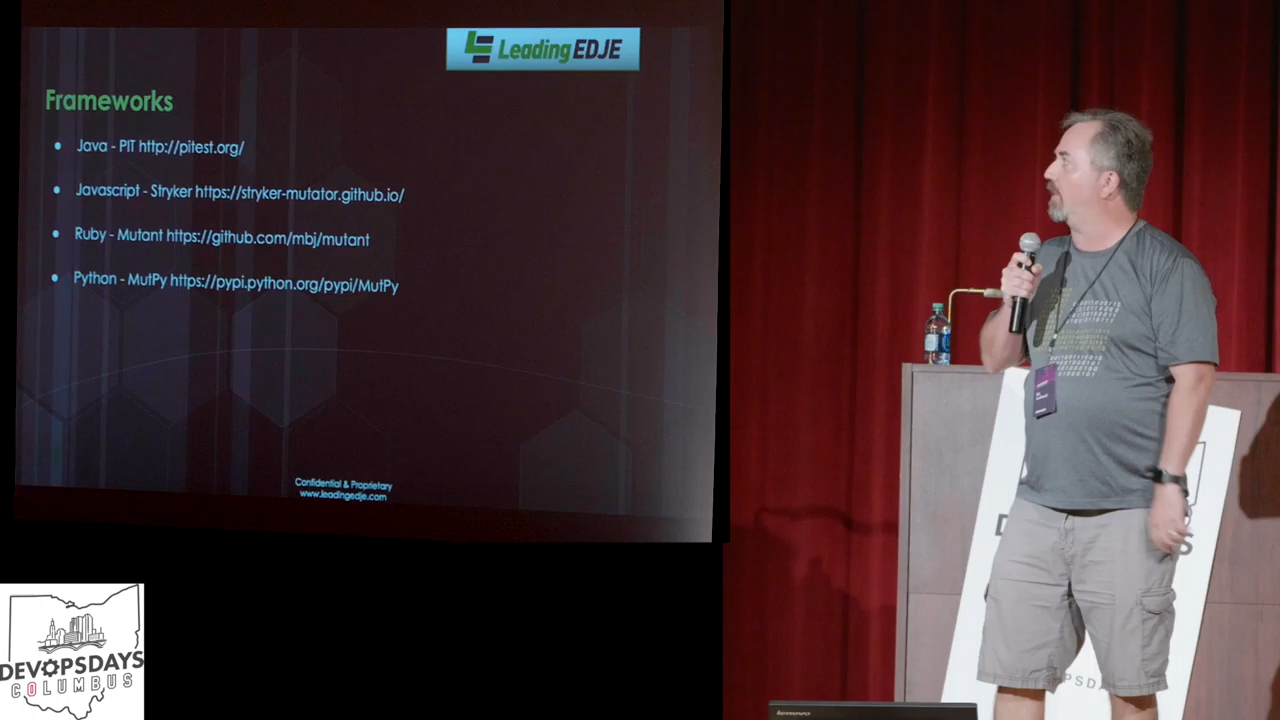 LeadingEDJE
Frameworks
• Java - PIT http://pitest.org/
• Javascript - Stryker https://stryker-mutator.github.io/
• Ruby - Mutant https://github.com/mbj/mutant
• Python - MutPy https://pypi.python.org/pypi/MutPy
Confidential & Proprietary
www.leadingedje.com
DEVOPSDAYS
COLUMBUS